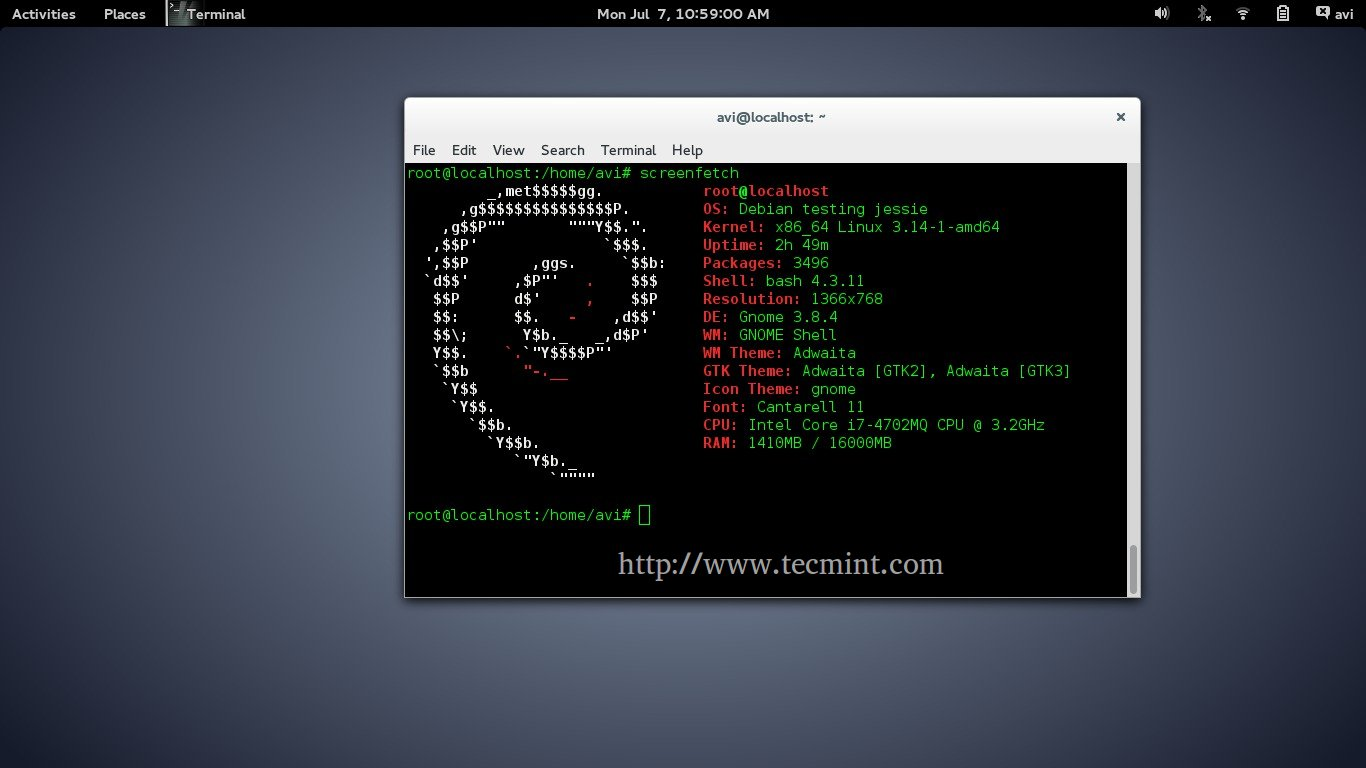 Activities Places Terminal Mon Jul 7, 10:59:00 AM avi
avi@localhost: ~ ×
File Edit View Search Terminal Help
root@localhost:/home/avi# screenfetch
         _,met$$$$$gg.           root@localhost
      ,g$$$$$$$$$$$$$$$P.        OS: Debian testing jessie
    ,g$$P""       """Y$$.".      Kernel: x86_64 Linux 3.14-1-amd64
   ,$$P'              `$$$.      Uptime: 2h 49m
  ',$$P       ,ggs.     `$$b:    Packages: 3496
  `d$$'     ,$P"'   .    $$$     Shell: bash 4.3.11
   $$P      d$'     ,    $$P     Resolution: 1366x768
   $$:      $$.   -    ,d$$'     DE: Gnome 3.8.4
   $$\;      Y$b._   _,d$P'      WM: GNOME Shell
   Y$$.    `.`"Y$$$$P"'          WM Theme: Adwaita
   `$$b      "-.__               GTK Theme: Adwaita [GTK2], Adwaita [GTK3]
    `Y$$                         Icon Theme: gnome
     `Y$$.                       Font: Cantarell 11
       `$$b.                     CPU: Intel Core i7-4702MQ CPU @ 3.2GHz
         `Y$$b.                  RAM: 1410MB / 16000MB
            `"Y$b._
                `""""
root@localhost:/home/avi#
http://www.tecmint.com